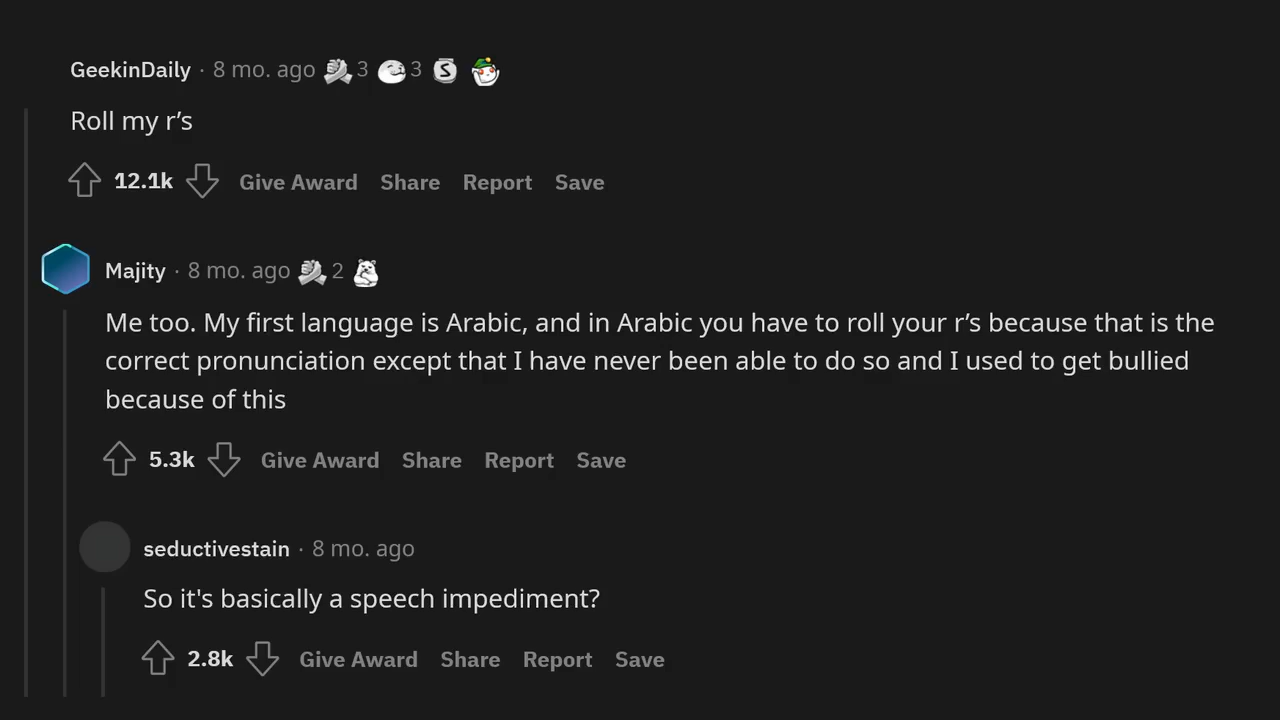 GeekinDaily · 8 mo. ago 3 3 S
Roll my r’s
12.1k Give Award Share Report Save
Majity · 8 mo. ago 2
Me too. My first language is Arabic, and in Arabic you have to roll your r’s because that is the
correct pronunciation except that I have never been able to do so and I used to get bullied
because of this
5.3k Give Award Share Report Save
seductivestain · 8 mo. ago
So it's basically a speech impediment?
2.8k Give Award Share Report Save